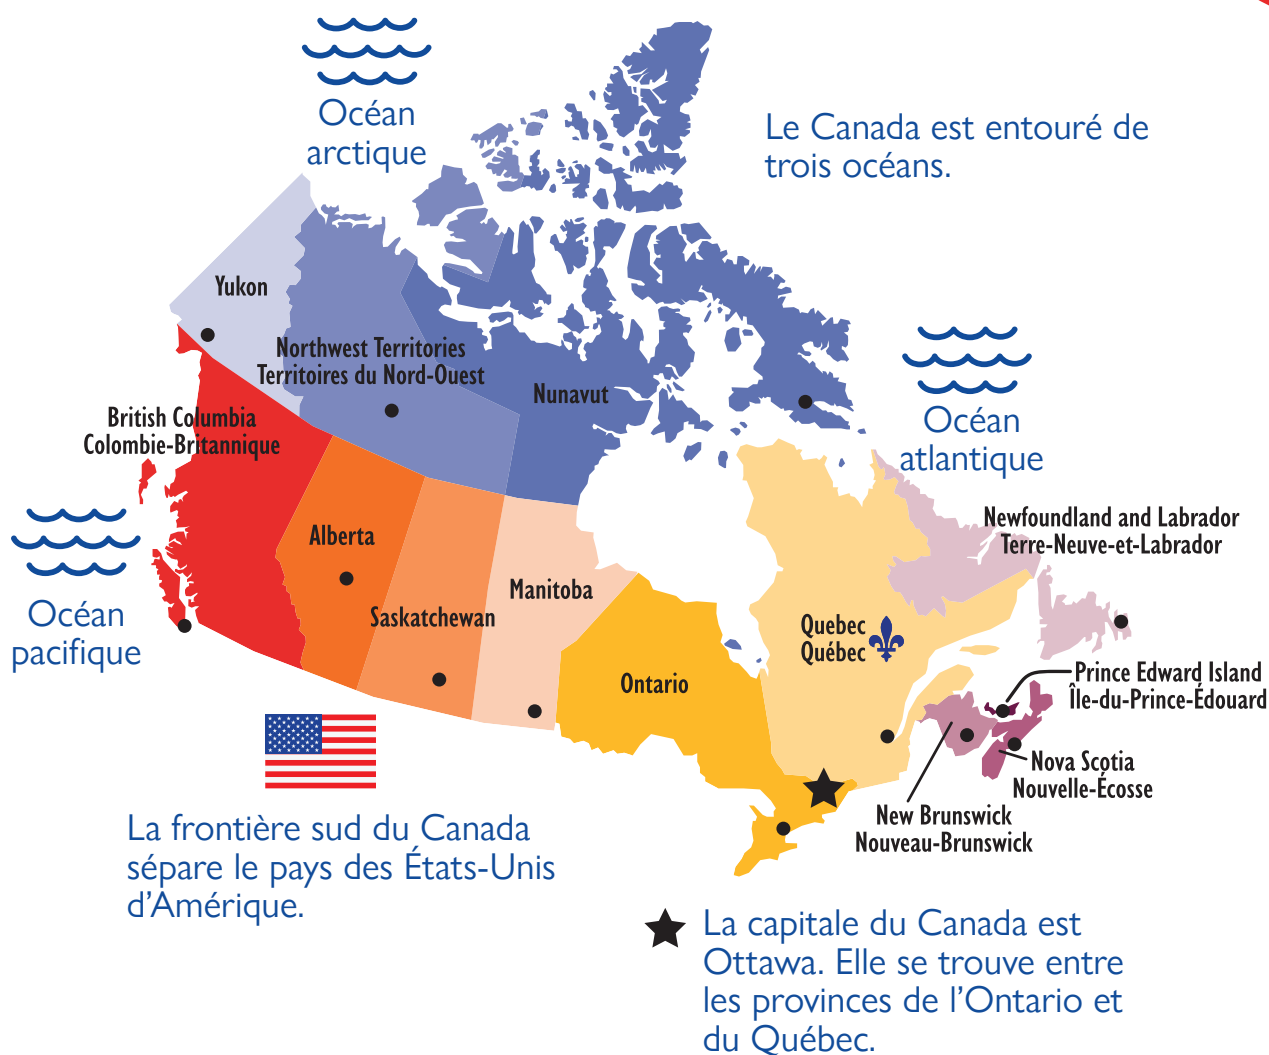 Océan
arctique
Le Canada est entouré de
trois océans.
Yukon
Northwest Territories
Territoires du Nord-Ouest
Nunavut
British Columbia
Colombie-Britannique
Océan
atlantique
Newfoundland and Labrador
Terre-Neuve-et-Labrador
Alberta
Manitoba
Saskatchewan
Océan
pacifique
Quebec
Québec
Ontario
Prince Edward Island
Île-du-Prince-Édouard
Nova Scotia
Nouvelle-Écosse
New Brunswick
Nouveau-Brunswick
La frontière sud du Canada
sépare le pays des États-Unis
d’Amérique.
La capitale du Canada est
Ottawa. Elle se trouve entre
les provinces de l’Ontario et
du Québec.